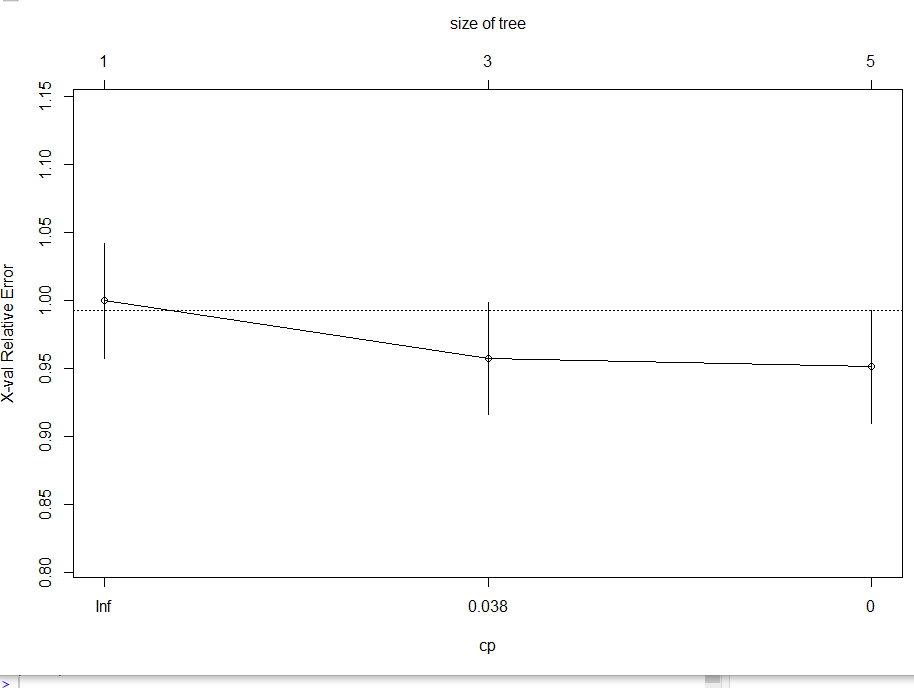 size of tree
1 3 5
1.15
1.10
1.05
1.00
0.95
0.90
0.85
0.80
X-val Relative Error
Inf 0.038 0
cp
>